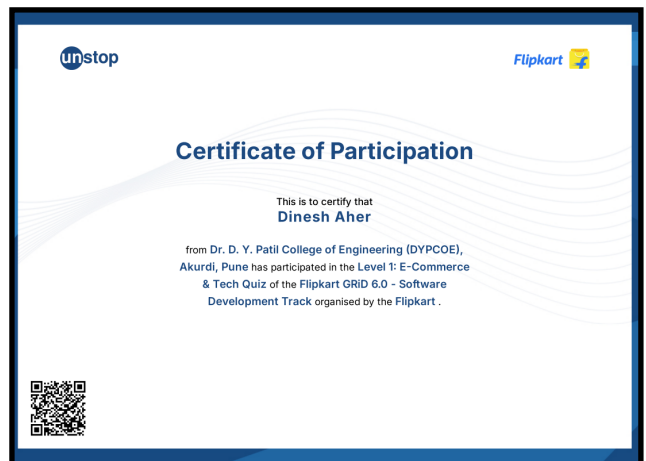 unstop
Flipkart
Certificate of Participation
This is to certify that
Dinesh Aher
from Dr. D. Y. Patil College of Engineering (DYPCOE),
Akurdi, Pune has participated in the Level 1: E-Commerce
& Tech Quiz of the Flipkart GRiD 6.0 - Software
Development Track organised by the Flipkart .